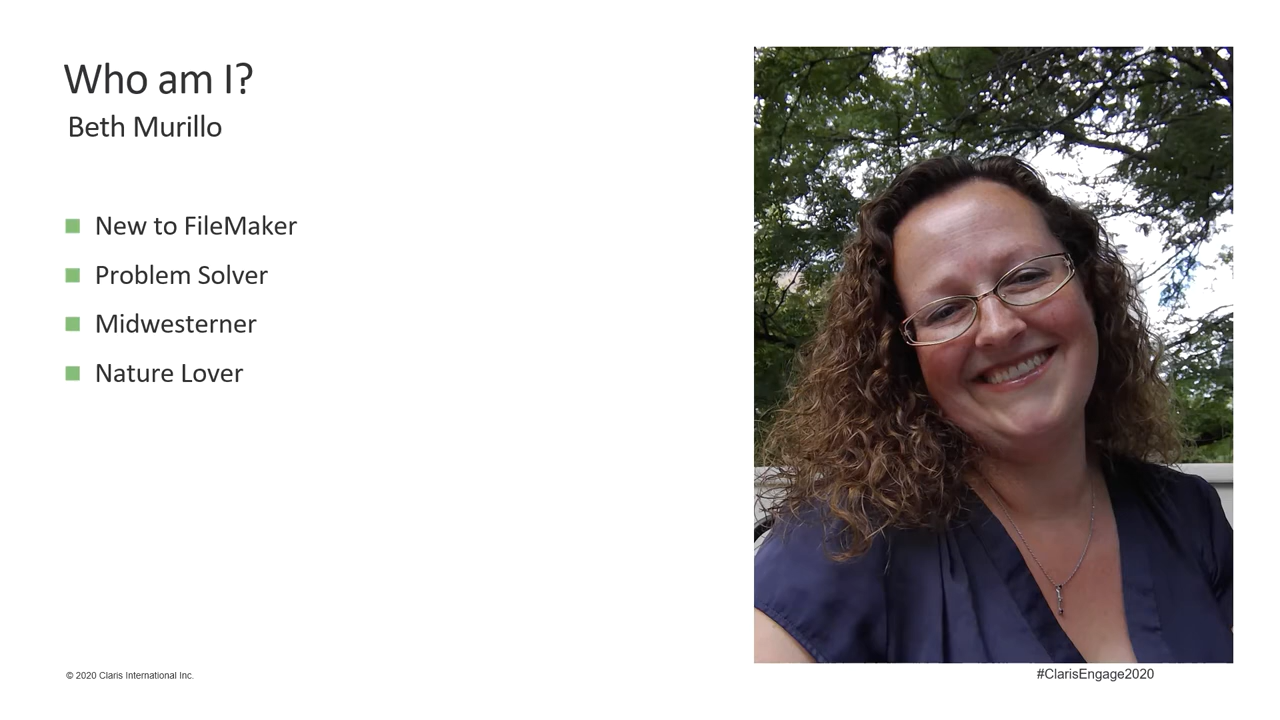 Who am I?
Beth Murillo
New to FileMaker
Problem Solver
Midwesterner
Nature Lover
© 2020 Claris International Inc.
#ClarisEngage2020